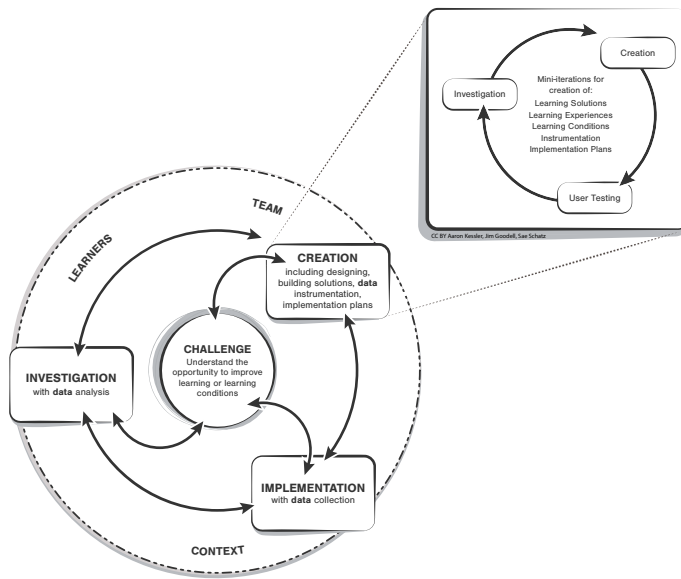 Creation
Mini-iterations for
creation of:
Learning Solutions
Learning Experiences
Learning Conditions
Instrumentation
Implementation Plans
Investigation
User Testing
CC BY Aaron Kessler, Jim Goodell, Sae Schatz
TEAM
LEARNERS
CREATION
including designing,
building solutions, data
instrumentation,
implementation plans
CHALLENGE
Understand the
opportunity to improve
learning or learning
conditions
INVESTIGATION
with data analysis
IMPLEMENTATION
with data collection
CONTEXT